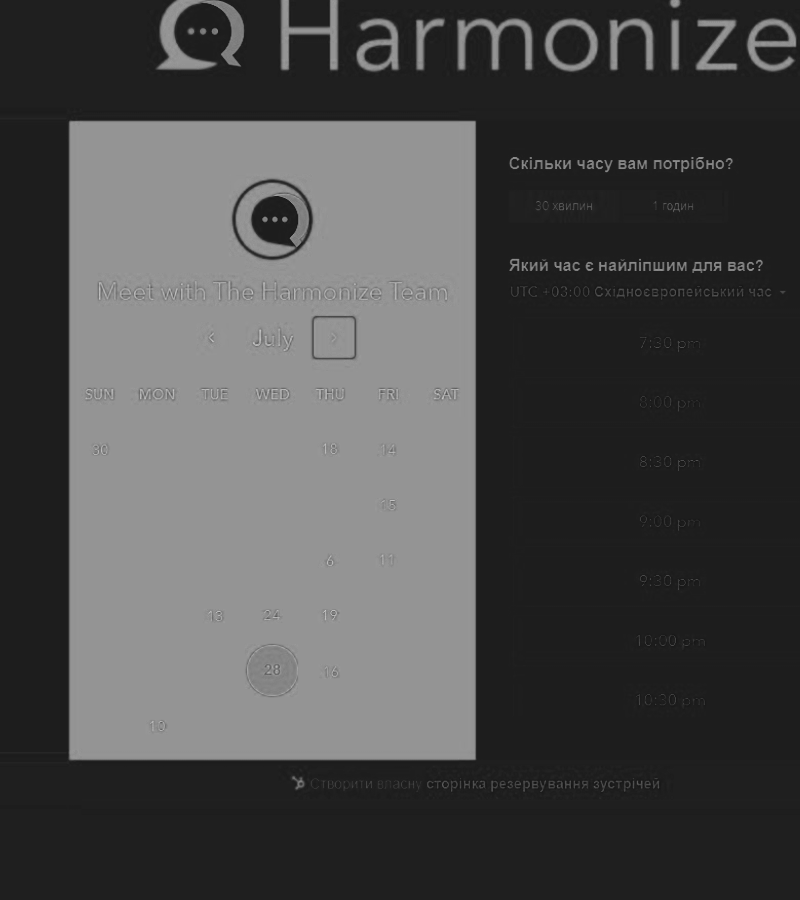 Harmonize
Meet with The Harmonize Team
July
SUN MON TUE WED THU FRI SAT
30 18 14
15
6 11
13 24 19
28 16
13
Скільки часу вам потрібно?
30 хвилин 1 годин
Який час є найліпшим для вас?
UTC +03:00 Східноєвропейський час
7:30 pm
8:00 pm
8:30 pm
9:00 pm
9:30 pm
10:00 pm
10:30 pm
Створити власну сторінка резервування зустрічей